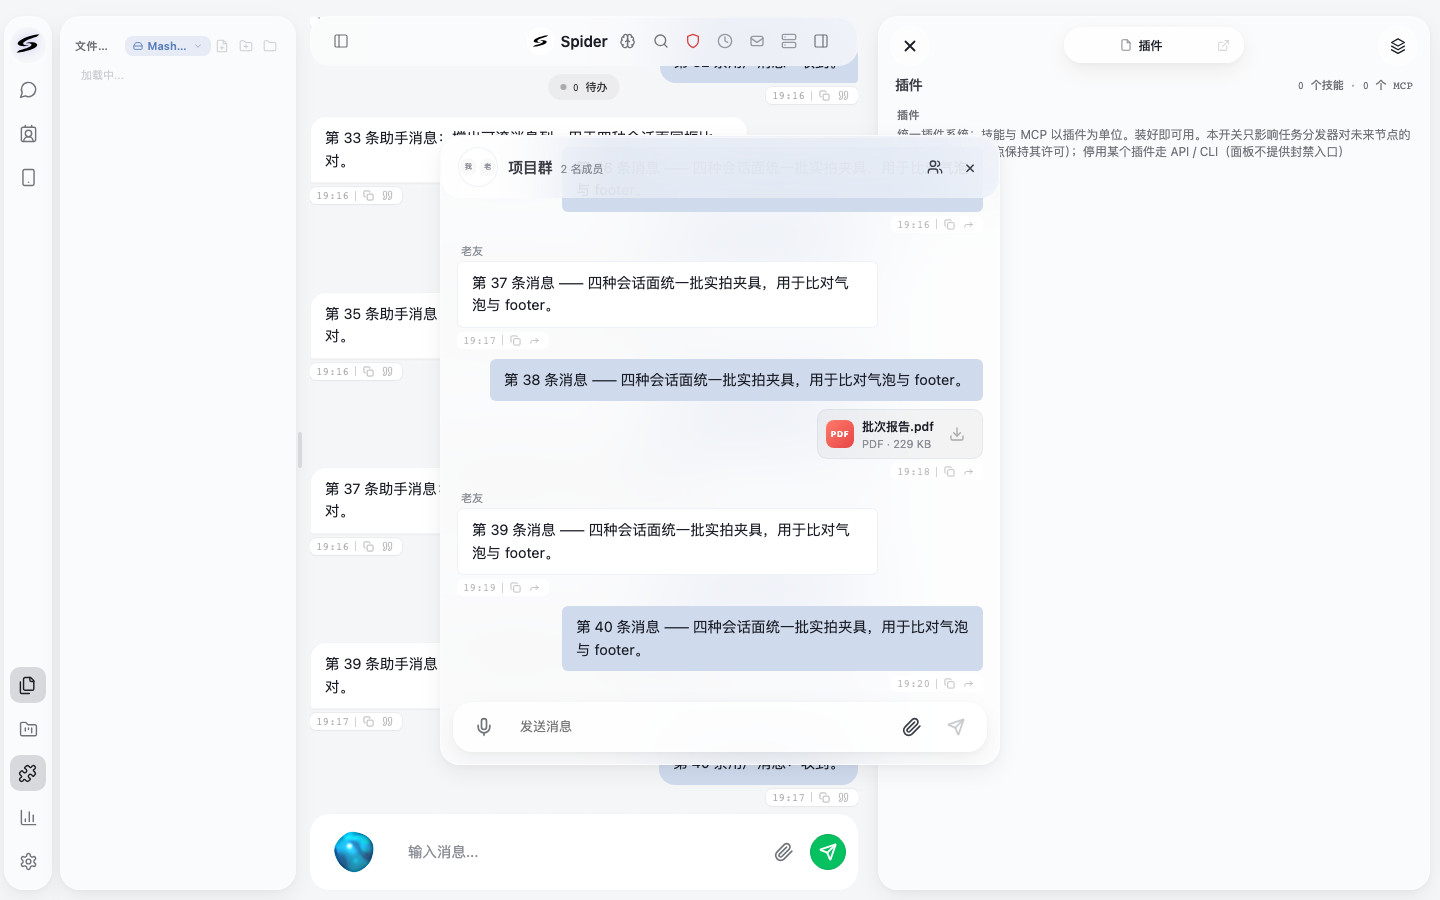 文件...
Mash...
加载中...
Spider
0 待办
19:16
第 33 条助手消息：
对。
19:16
第 35 条助手消息
对。
19:16
第 37 条助手消息
对。
19:16
第 39 条助手消息
对。
19:17
项目群 2 名成员
我 老
与 footer。
19:16
老友
第 37 条消息 —— 四种会话面统一批实拍夹具，用于比对气
泡与 footer。
19:17
第 38 条消息 —— 四种会话面统一批实拍夹具，用于比对气泡与 footer。
PDF
批次报告.pdf
PDF · 229 KB
19:18
老友
第 39 条消息 —— 四种会话面统一批实拍夹具，用于比对气
泡与 footer。
19:19
第 40 条消息 —— 四种会话面统一批实拍夹具，用于比对气泡
与 footer。
19:20
发送消息
19:17
输入消息...
插件
插件
0 个技能 · 0 个 MCP
插件
统一插件系统：技能与 MCP 以插件为单位。装好即可用。本开关只影响任务分发器对未来节点的
点保持其许可）；停用某个插件走 API / CLI（面板不提供封禁入口）